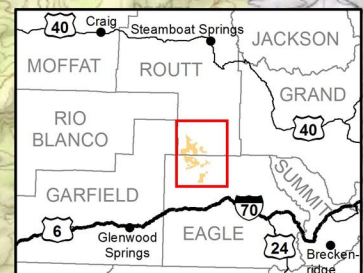 40
Craig
Steamboat Springs
JACKSON
MOFFAT
ROUTT
GRAND
RIO
BLANCO
40
SUMMIT
GARFIELD
70
6
Glenwood
Springs
EAGLE
24
Brecken-
ridge